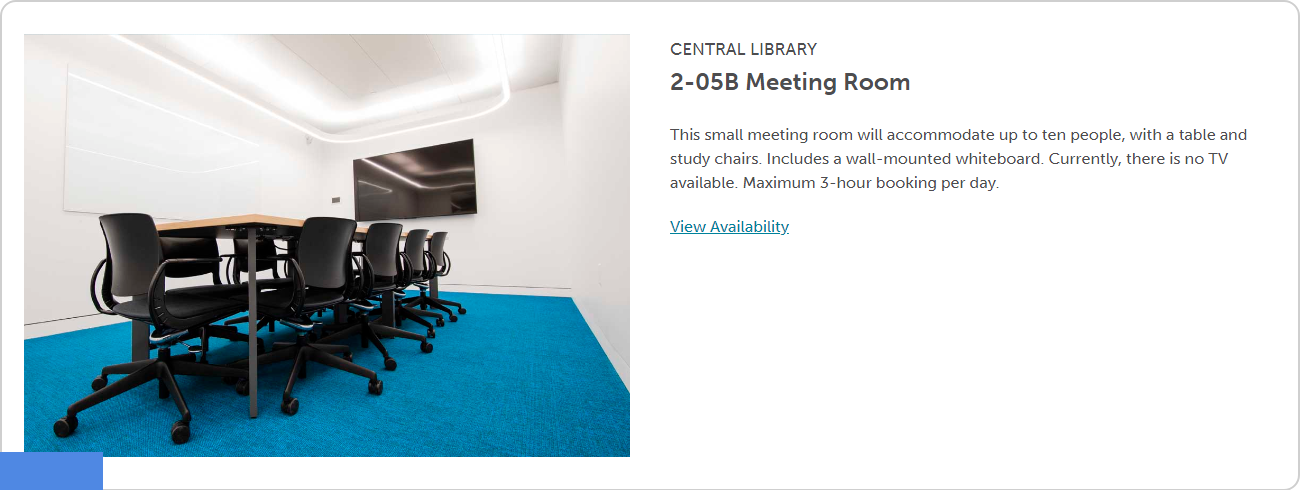 CENTRAL LIBRARY
2-05B Meeting Room
This small meeting room will accommodate up to ten people, with a table and
study chairs. Includes a wall-mounted whiteboard. Currently, there is no TV
available. Maximum 3-hour booking per day.
View Availability